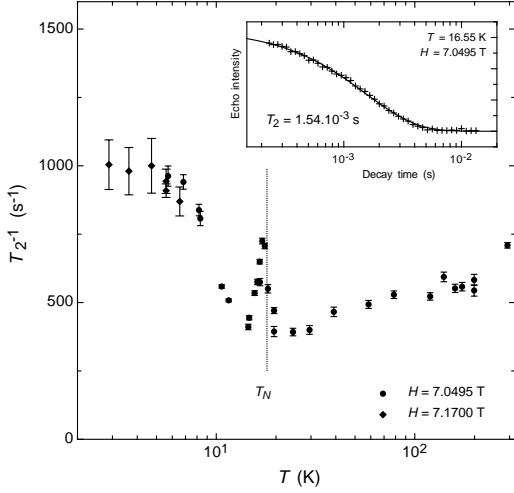 1500
1000
500
0
T₂⁻¹ (s⁻¹)
10¹
10²
T (K)
T_N
H = 7.0495 T
H = 7.1700 T
Echo intensity
T = 16.55 K
H = 7.0495 T
T₂ = 1.54.10⁻³ s
10⁻³
10⁻²
Decay time (s)